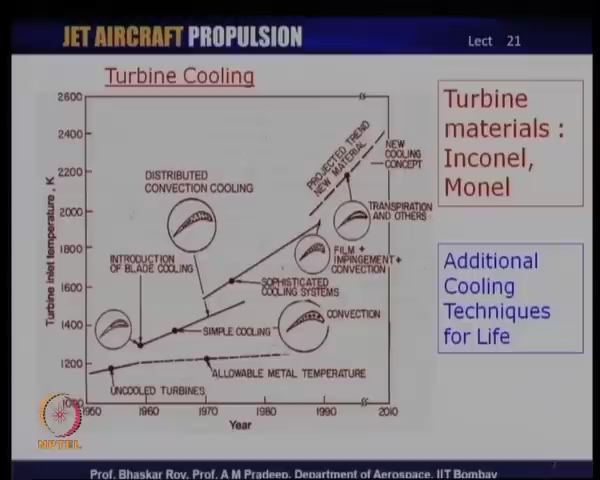 JET AIRCRAFT PROPULSION
Lect 21
Turbine Cooling
2600
2400
2200
2000
1800
1600
1400
1200
1000
Turbine inlet temperature, K
1950
1960
1970
1980
1990
2010
Year
DISTRIBUTED
CONVECTION COOLING
PROJECTED TREND
NEW MATERIAL
NEW
COOLING
CONCEPT
TRANSPIRATION
AND OTHERS
INTRODUCTION
OF BLADE COOLING
FILM +
IMPINGEMENT+
CONVECTION
SOPHISTICATED
COOLING SYSTEMS
SIMPLE COOLING
CONVECTION
ALLOWABLE METAL TEMPERATURE
UNCOOLED TURBINES
Turbine
materials :
Inconel,
Monel
Additional
Cooling
Techniques
for Life
NPTEL
Prof. Bhaskar Roy, Prof. A M Pradeep, Department of Aerospace, IIT Bombay
7